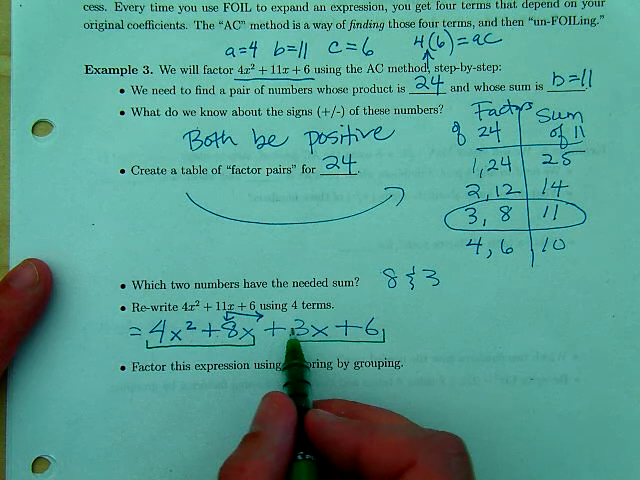 cess. Every time you use FOIL to expand an expression, you get four terms that depend on your
original coefficients. The "AC" method is a way of finding those four terms, and then "un-FOILing."
a=4 b=11 c=6 4(6)=ac
Example 3. We will factor 4x² + 11x + 6 using the AC method, step-by-step:
• We need to find a pair of numbers whose product is 24 and whose sum is b=11
• What do we know about the signs (+/-) of these numbers?
Both be positive
• Create a table of "factor pairs" for 24.
Factors of 24 Sum of 11
1, 24 25
2, 12 14
3, 8 11
4, 6 10
• Which two numbers have the needed sum? 8 & 3
• Re-write 4x² + 11x + 6 using 4 terms.
= 4x² + 8x + 3x + 6
• Factor this expression using by grouping.